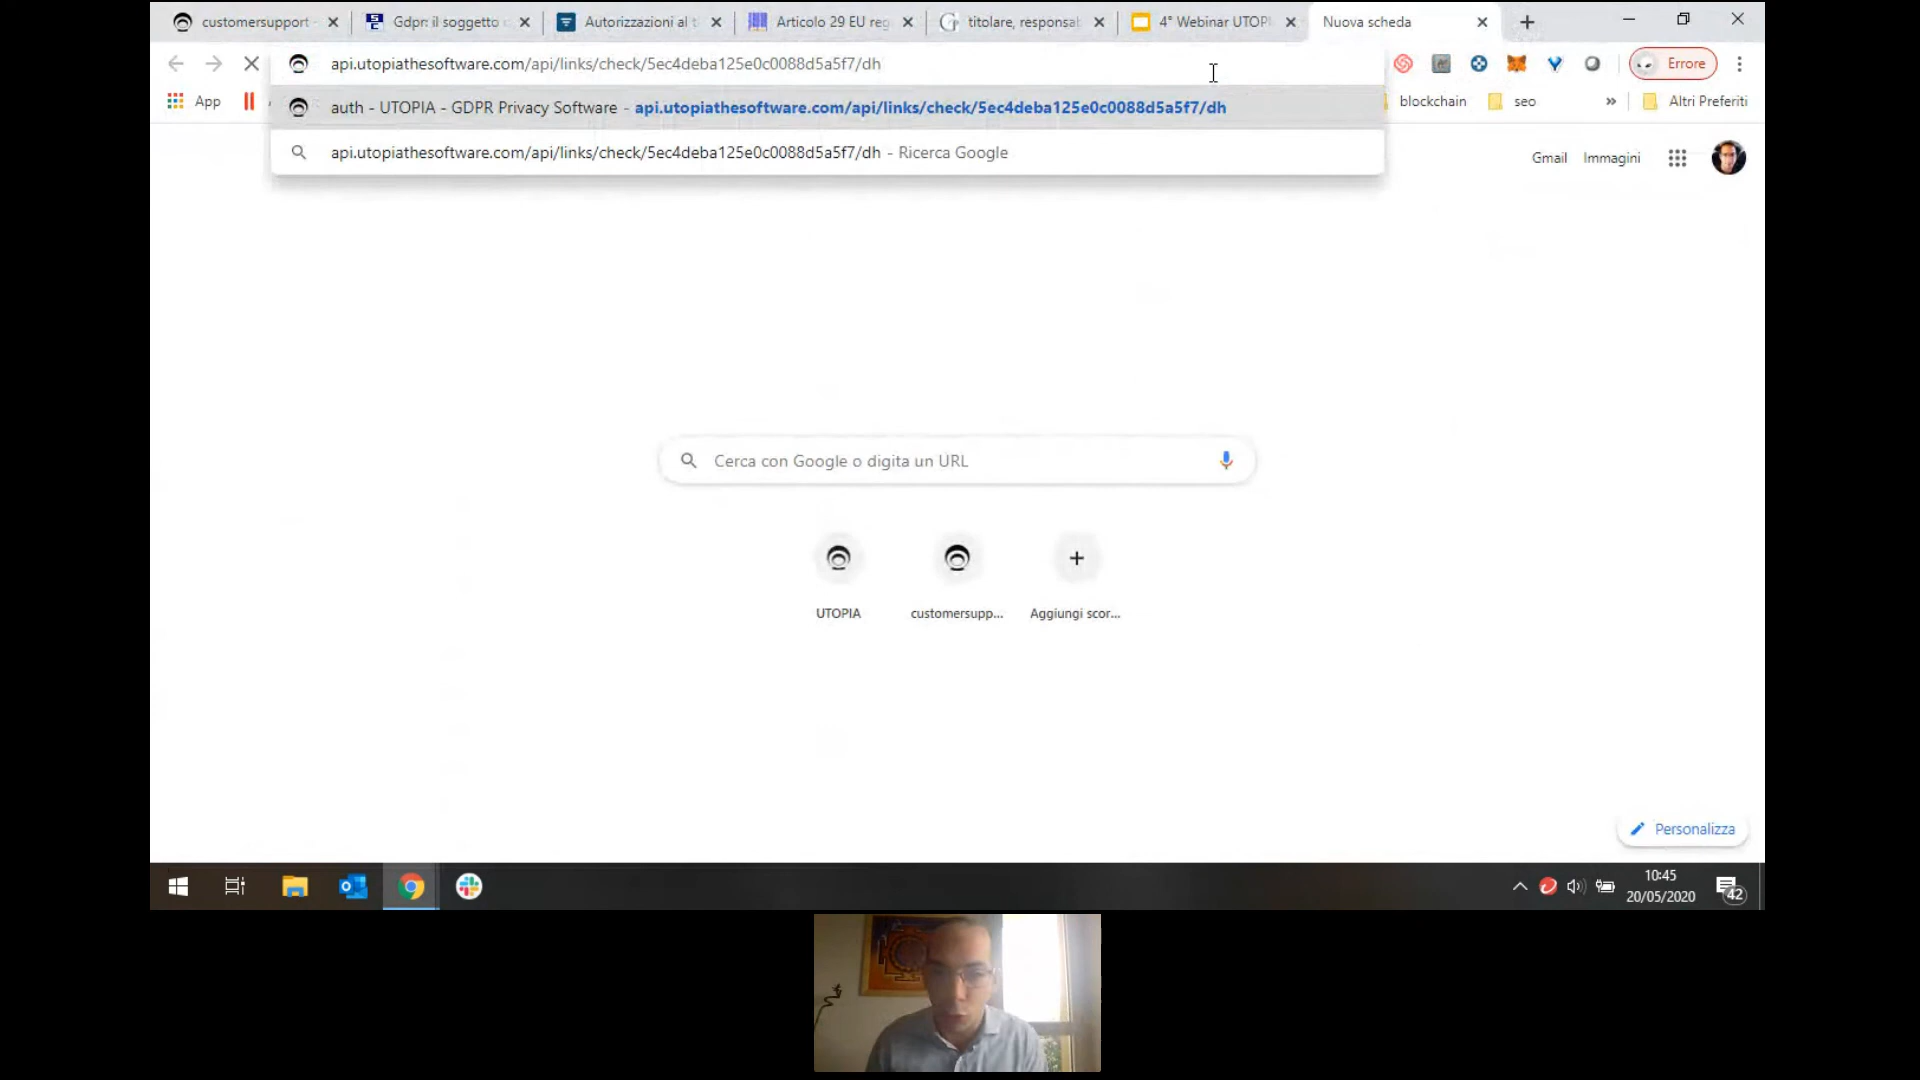 customersupport -
Gdpr: il soggetto
Autorizzazioni al
Articolo 29 EU reg
titolare, responsa
4° Webinar UTOPI
Nuova scheda
api.utopiathesoftware.com/api/links/check/5ec4deba125e0c0088d5a5f7/dh
Errore
App
auth - UTOPIA - GDPR Privacy Software - api.utopiathesoftware.com/api/links/check/5ec4deba125e0c0088d5a5f7/dh
blockchain
seo
»
Altri Preferiti
api.utopiathesoftware.com/api/links/check/5ec4deba125e0c0088d5a5f7/dh - Ricerca Google
Gmail
Immagini
Cerca con Google o digita un URL
UTOPIA
customersupp...
Aggiungi scor...
Personalizza
10:45
20/05/2020
42